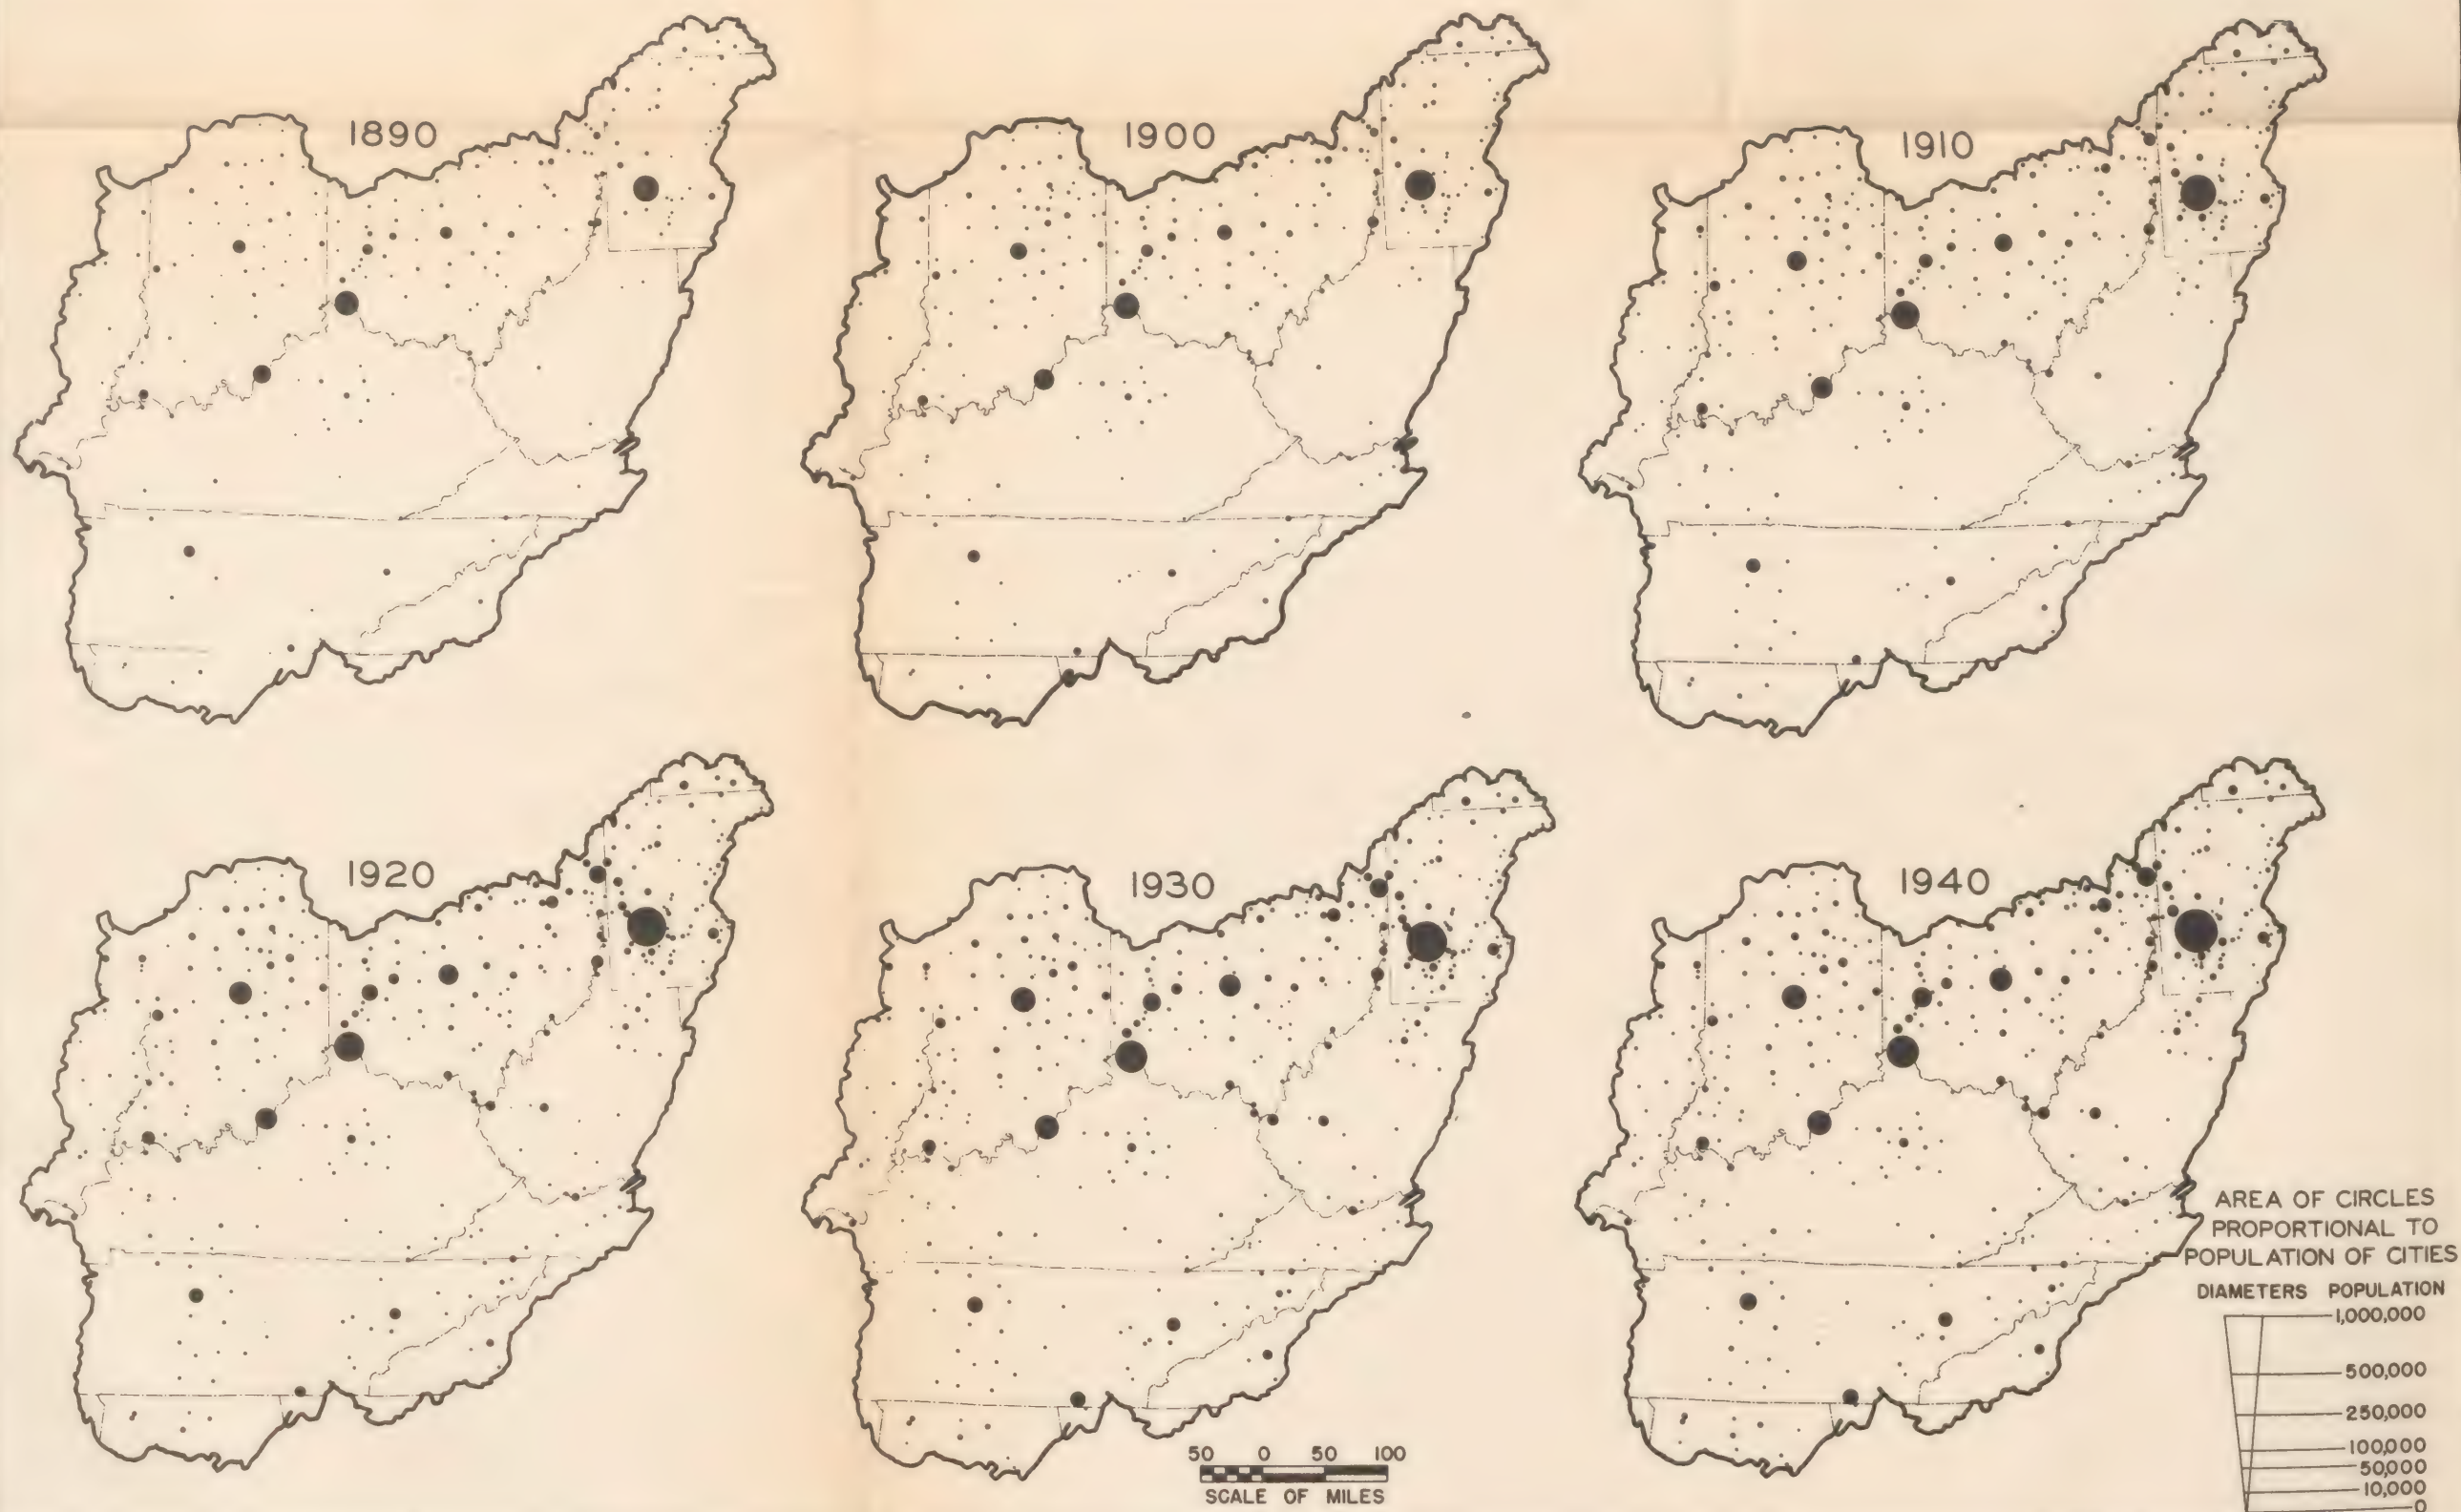 1890
1900
1910
1920
1930
1940
AREA OF CIRCLES
PROPORTIONAL TO
POPULATION OF CITIES
DIAMETERS POPULATION
1,000,000
500,000
250,000
100,000
50,000
10,000
0
50 0 50 100
SCALE OF MILES